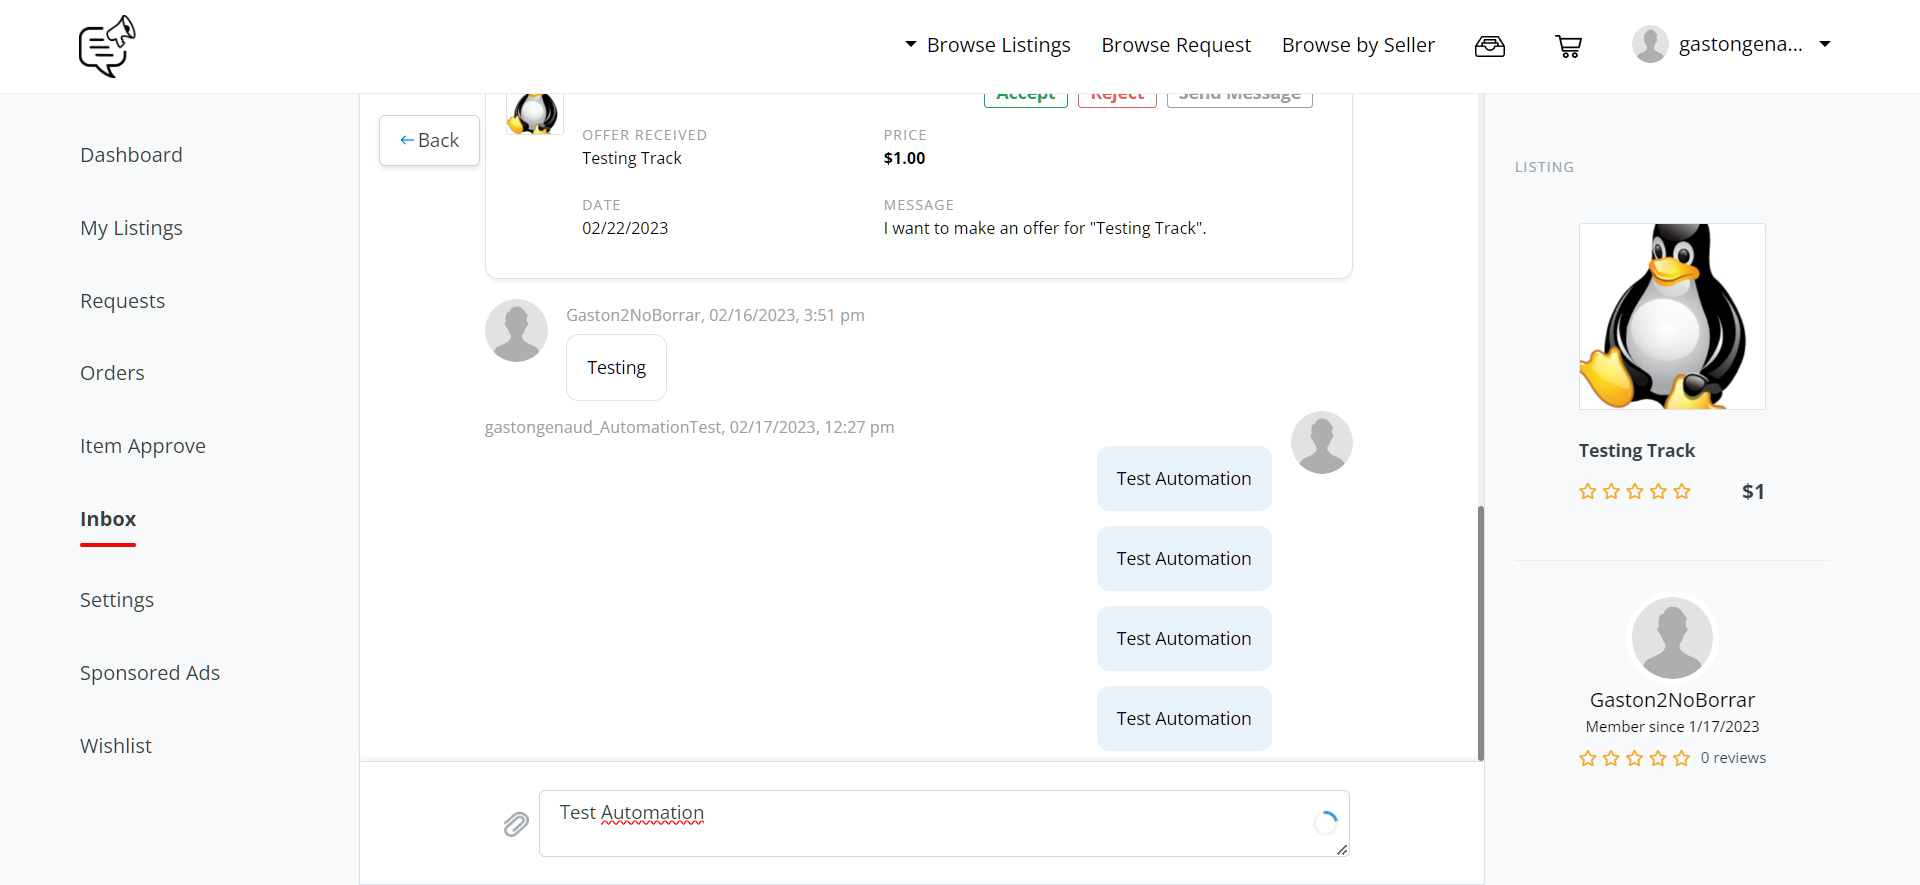 Browse Listings
Browse Request
Browse by Seller
gastongena...
Dashboard
My Listings
Requests
Orders
Item Approve
Inbox
Settings
Sponsored Ads
Wishlist
Back
Accept
Reject
Send Message
OFFER RECEIVED
Testing Track
PRICE
$1.00
DATE
02/22/2023
MESSAGE
I want to make an offer for "Testing Track".
Gaston2NoBorrar, 02/16/2023, 3:51 pm
Testing
gastongenaud_AutomationTest, 02/17/2023, 12:27 pm
Test Automation
Test Automation
Test Automation
Test Automation
Test Automation
LISTING
Testing Track
$1
Gaston2NoBorrar
Member since 1/17/2023
0 reviews